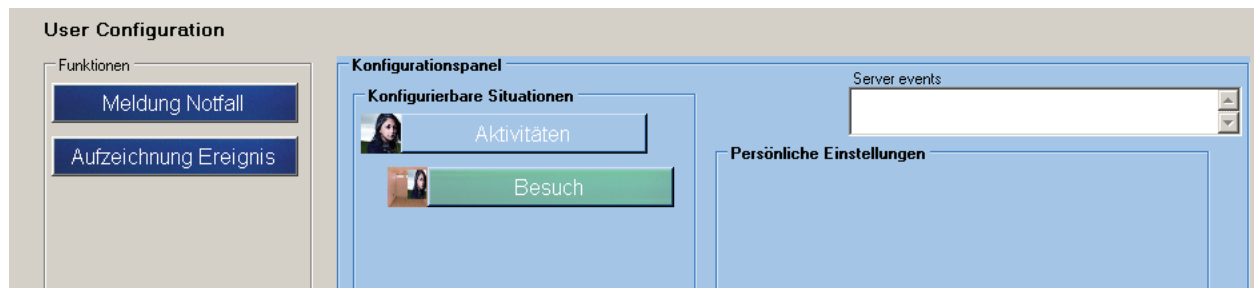 User Configuration
Funktionen
Meldung Notfall
Aufzeichnung Ereignis
Konfigurationspanel
Konfigurierbare Situationen
Aktivitäten
Besuch
Server events
Persönliche Einstellungen